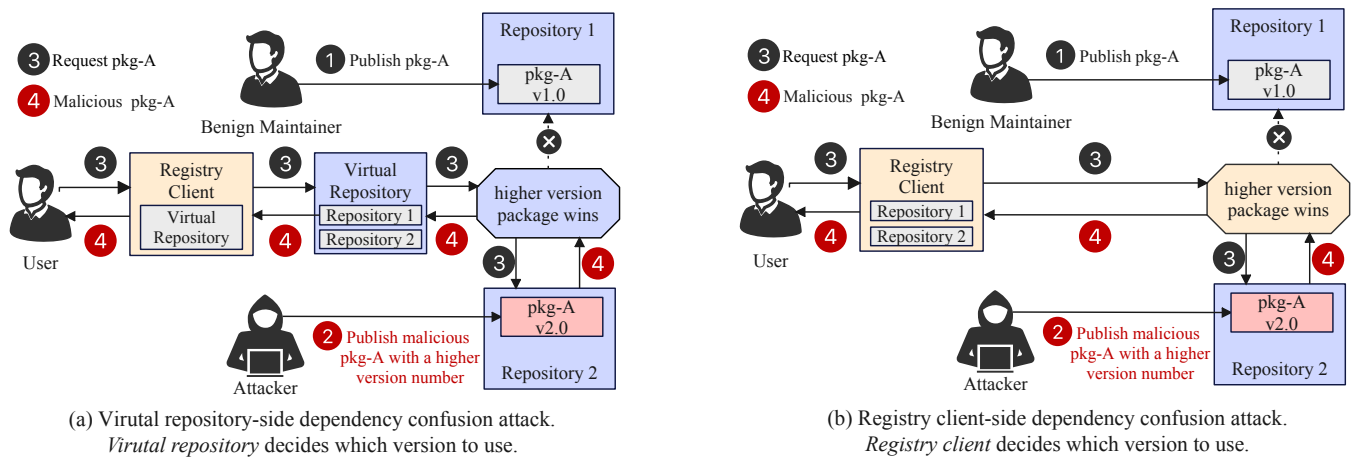 Repository 1
3 Request pkg-A
1 Publish pkg-A
pkg-A
v1.0
4 Malicious pkg-A
Benign Maintainer
3
3
3
Registry
Client
Virtual
Repository
Virtual
Repository
Repository 1
Repository 2
higher version
package wins
4
4
4
User
3
4
pkg-A
v2.0
2 Publish malicious
pkg-A with a higher
version number
Attacker
Repository 2
(a) Virutal repository-side dependency confusion attack.
Virutal repository decides which version to use.
Repository 1
3 Request pkg-A
1 Publish pkg-A
pkg-A
v1.0
4 Malicious pkg-A
Benign Maintainer
3
3
Registry
Client
Repository 1
Repository 2
higher version
package wins
4
4
User
3
4
pkg-A
v2.0
2 Publish malicious
pkg-A with a higher
version number
Attacker
Repository 2
(b) Registry client-side dependency confusion attack.
Registry client decides which version to use.